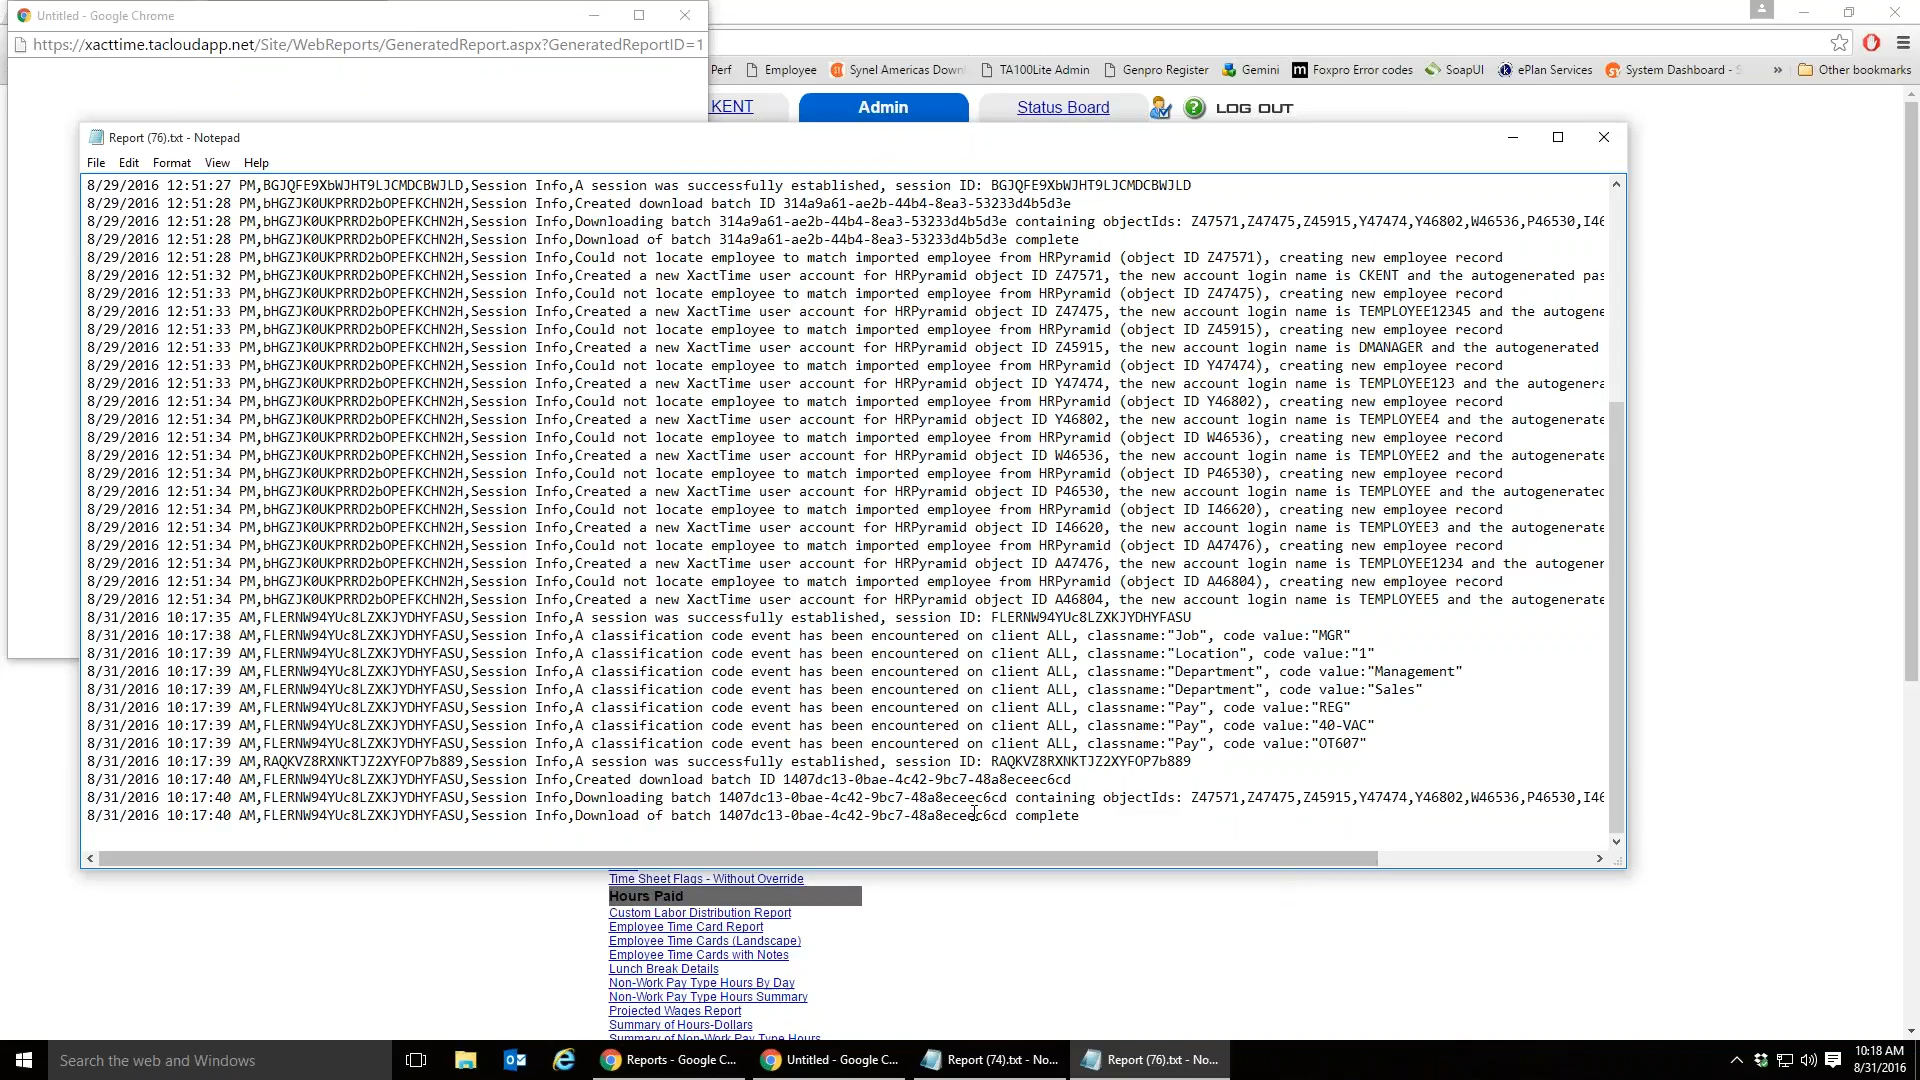 Untitled - Google Chrome
https://xacttime.tacloudapp.net/Site/WebReports/GeneratedReport.aspx?GeneratedReportID=1
Perf Employee Synel Americas Down TA100Lite Admin Genpro Register Gemini Foxpro Error codes SoapUI ePlan Services System Dashboard - S » Other bookmarks
KENT Admin Status Board LOG OUT
Report (76).txt - Notepad
File Edit Format View Help
8/29/2016 12:51:27 PM,BGJQFE9XbWJHT9LJCMDCBWJLD,Session Info,A session was successfully established, session ID: BGJQFE9XbWJHT9LJCMDCBWJLD
8/29/2016 12:51:28 PM,bHGZJK0UKPRRD2bOPEFKCHN2H,Session Info,Created download batch ID 314a9a61-ae2b-44b4-8ea3-53233d4b5d3e
8/29/2016 12:51:28 PM,bHGZJK0UKPRRD2bOPEFKCHN2H,Session Info,Downloading batch 314a9a61-ae2b-44b4-8ea3-53233d4b5d3e containing objectIds: Z47571,Z47475,Z45915,Y47474,Y46802,W46536,P46530,I46
8/29/2016 12:51:28 PM,bHGZJK0UKPRRD2bOPEFKCHN2H,Session Info,Download of batch 314a9a61-ae2b-44b4-8ea3-53233d4b5d3e complete
8/29/2016 12:51:28 PM,bHGZJK0UKPRRD2bOPEFKCHN2H,Session Info,Could not locate employee to match imported employee from HRPyramid (object ID Z47571), creating new employee record
8/29/2016 12:51:32 PM,bHGZJK0UKPRRD2bOPEFKCHN2H,Session Info,Created a new XactTime user account for HRPyramid object ID Z47571, the new account login name is CKENT and the autogenerated pas
8/29/2016 12:51:33 PM,bHGZJK0UKPRRD2bOPEFKCHN2H,Session Info,Could not locate employee to match imported employee from HRPyramid (object ID Z47475), creating new employee record
8/29/2016 12:51:33 PM,bHGZJK0UKPRRD2bOPEFKCHN2H,Session Info,Created a new XactTime user account for HRPyramid object ID Z47475, the new account login name is TEMPLOYEE12345 and the autogene
8/29/2016 12:51:33 PM,bHGZJK0UKPRRD2bOPEFKCHN2H,Session Info,Could not locate employee to match imported employee from HRPyramid (object ID Z45915), creating new employee record
8/29/2016 12:51:33 PM,bHGZJK0UKPRRD2bOPEFKCHN2H,Session Info,Created a new XactTime user account for HRPyramid object ID Z45915, the new account login name is DMANAGER and the autogenerated
8/29/2016 12:51:33 PM,bHGZJK0UKPRRD2bOPEFKCHN2H,Session Info,Could not locate employee to match imported employee from HRPyramid (object ID Y47474), creating new employee record
8/29/2016 12:51:33 PM,bHGZJK0UKPRRD2bOPEFKCHN2H,Session Info,Created a new XactTime user account for HRPyramid object ID Y47474, the new account login name is TEMPLOYEE123 and the autogenera
8/29/2016 12:51:34 PM,bHGZJK0UKPRRD2bOPEFKCHN2H,Session Info,Could not locate employee to match imported employee from HRPyramid (object ID Y46802), creating new employee record
8/29/2016 12:51:34 PM,bHGZJK0UKPRRD2bOPEFKCHN2H,Session Info,Created a new XactTime user account for HRPyramid object ID Y46802, the new account login name is TEMPLOYEE4 and the autogenerate
8/29/2016 12:51:34 PM,bHGZJK0UKPRRD2bOPEFKCHN2H,Session Info,Could not locate employee to match imported employee from HRPyramid (object ID W46536), creating new employee record
8/29/2016 12:51:34 PM,bHGZJK0UKPRRD2bOPEFKCHN2H,Session Info,Created a new XactTime user account for HRPyramid object ID W46536, the new account login name is TEMPLOYEE2 and the autogenerate
8/29/2016 12:51:34 PM,bHGZJK0UKPRRD2bOPEFKCHN2H,Session Info,Could not locate employee to match imported employee from HRPyramid (object ID P46530), creating new employee record
8/29/2016 12:51:34 PM,bHGZJK0UKPRRD2bOPEFKCHN2H,Session Info,Created a new XactTime user account for HRPyramid object ID P46530, the new account login name is TEMPLOYEE and the autogenerated
8/29/2016 12:51:34 PM,bHGZJK0UKPRRD2bOPEFKCHN2H,Session Info,Could not locate employee to match imported employee from HRPyramid (object ID I46620), creating new employee record
8/29/2016 12:51:34 PM,bHGZJK0UKPRRD2bOPEFKCHN2H,Session Info,Created a new XactTime user account for HRPyramid object ID I46620, the new account login name is TEMPLOYEE3 and the autogenerate
8/29/2016 12:51:34 PM,bHGZJK0UKPRRD2bOPEFKCHN2H,Session Info,Could not locate employee to match imported employee from HRPyramid (object ID A47476), creating new employee record
8/29/2016 12:51:34 PM,bHGZJK0UKPRRD2bOPEFKCHN2H,Session Info,Created a new XactTime user account for HRPyramid object ID A47476, the new account login name is TEMPLOYEE1234 and the autogener
8/29/2016 12:51:34 PM,bHGZJK0UKPRRD2bOPEFKCHN2H,Session Info,Could not locate employee to match imported employee from HRPyramid (object ID A46804), creating new employee record
8/29/2016 12:51:34 PM,bHGZJK0UKPRRD2bOPEFKCHN2H,Session Info,Created a new XactTime user account for HRPyramid object ID A46804, the new account login name is TEMPLOYEE5 and the autogenerate
8/31/2016 10:17:35 AM,FLERNW94YUc8LZXKJYDHYFASU,Session Info,A session was successfully established, session ID: FLERNW94YUc8LZXKJYDHYFASU
8/31/2016 10:17:38 AM,FLERNW94YUc8LZXKJYDHYFASU,Session Info,A classification code event has been encountered on client ALL, classname:"Job", code value:"MGR"
8/31/2016 10:17:39 AM,FLERNW94YUc8LZXKJYDHYFASU,Session Info,A classification code event has been encountered on client ALL, classname:"Location", code value:"1"
8/31/2016 10:17:39 AM,FLERNW94YUc8LZXKJYDHYFASU,Session Info,A classification code event has been encountered on client ALL, classname:"Department", code value:"Management"
8/31/2016 10:17:39 AM,FLERNW94YUc8LZXKJYDHYFASU,Session Info,A classification code event has been encountered on client ALL, classname:"Department", code value:"Sales"
8/31/2016 10:17:39 AM,FLERNW94YUc8LZXKJYDHYFASU,Session Info,A classification code event has been encountered on client ALL, classname:"Pay", code value:"REG"
8/31/2016 10:17:39 AM,FLERNW94YUc8LZXKJYDHYFASU,Session Info,A classification code event has been encountered on client ALL, classname:"Pay", code value:"40-VAC"
8/31/2016 10:17:39 AM,FLERNW94YUc8LZXKJYDHYFASU,Session Info,A classification code event has been encountered on client ALL, classname:"Pay", code value:"OT607"
8/31/2016 10:17:39 AM,RAQKVZ8RXNKTJZ2XYFOP7b889,Session Info,A session was successfully established, session ID: RAQKVZ8RXNKTJZ2XYFOP7b889
8/31/2016 10:17:40 AM,FLERNW94YUc8LZXKJYDHYFASU,Session Info,Created download batch ID 1407dc13-0bae-4c42-9bc7-48a8eceec6cd
8/31/2016 10:17:40 AM,FLERNW94YUc8LZXKJYDHYFASU,Session Info,Downloading batch 1407dc13-0bae-4c42-9bc7-48a8eceec6cd containing objectIds: Z47571,Z47475,Z45915,Y47474,Y46802,W46536,P46530,I46
8/31/2016 10:17:40 AM,FLERNW94YUc8LZXKJYDHYFASU,Session Info,Download of batch 1407dc13-0bae-4c42-9bc7-48a8eceec6cd complete
Time Sheet Flags - Without Override
Hours Paid
Custom Labor Distribution Report
Employee Time Card Report
Employee Time Cards (Landscape)
Employee Time Cards with Notes
Lunch Break Details
Non-Work Pay Type Hours By Day
Non-Work Pay Type Hours Summary
Projected Wages Report
Summary of Hours-Dollars
Summary of Non-Work Pay Type Hours
Search the web and Windows Reports - Google C... Untitled - Google C... Report (74).txt - No... Report (76).txt - No... 10:18 AM
8/31/2016